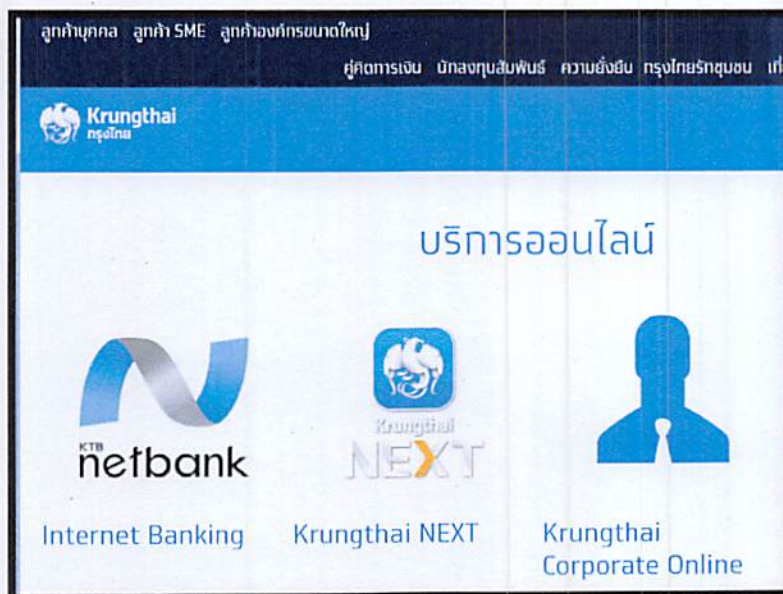 ลูกค้าบุคคล ลูกค้า SME ลูกค้าองค์กรขนาดใหญ่
คู่คิดการเงิน นักลงทุนสัมพันธ์ ความยั่งยืน กรุงไทยรักชุมชน
Krungthai
กรุงไทย
บริการออนไลน์
KTB
netbank
Krungthai
NEXT
Internet Banking
Krungthai NEXT
Krungthai
Corporate Online